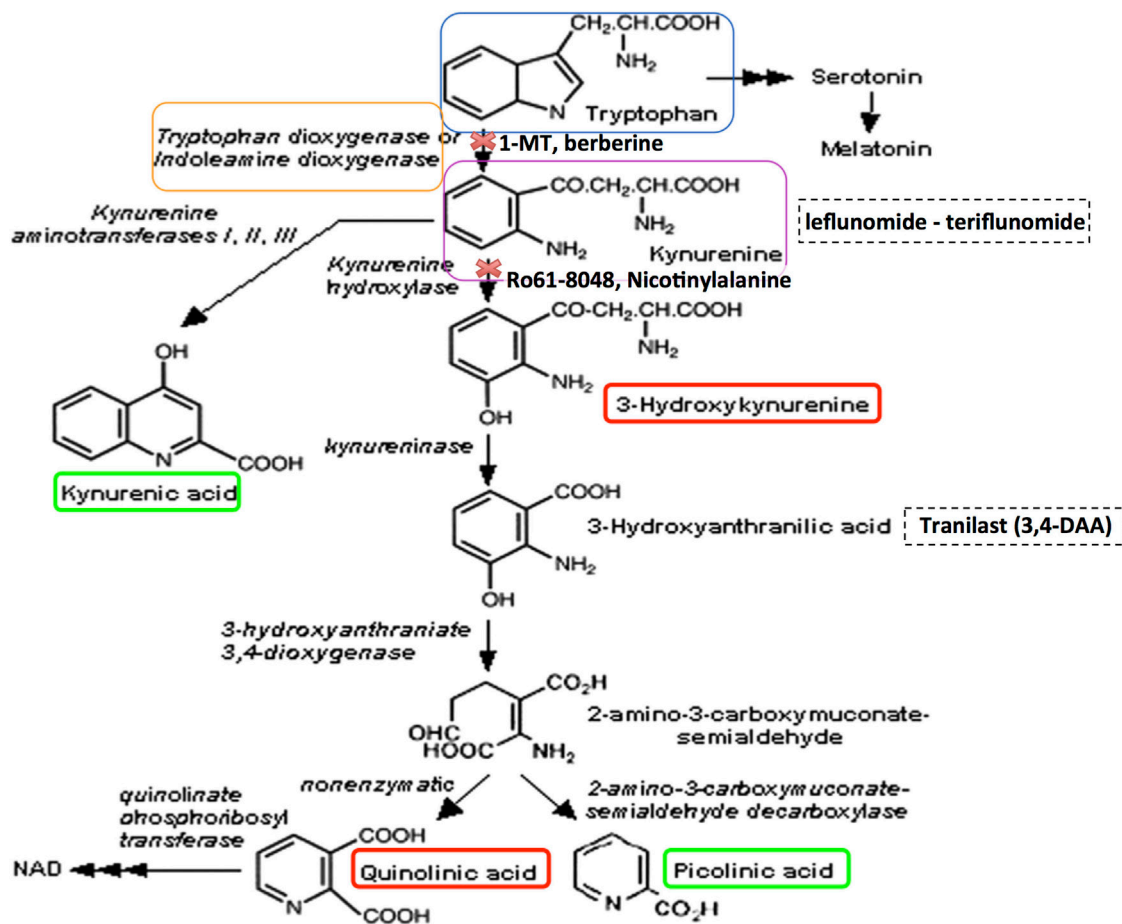 CH₂.CH.COOH
NH₂
N
Tryptophan
Serotonin
Melatonin
Tryptophan dioxygenase or
Indoleamine dioxygenase
1-MT, berberine
CO.CH₂.CH.COOH
NH₂
NH₂
Kynurenine
leflunomide - teriflunomide
Kynurenine
aminotransferases I, II, III
Kynurenine
hydroxylase
Ro61-8048, Nicotinylalanine
CO-CH₂.CH.COOH
NH₂
NH₂
OH
3-Hydroxykynurenine
OH
N
COOH
Kynurenic acid
kynureninase
COOH
NH₂
OH
3-Hydroxyanthranilic acid
Tranilast (3,4-DAA)
3-hydroxyanthraniate
3,4-dioxygenase
CO₂H
OHC
HOOC
NH₂
2-amino-3-carboxymuconate-
semialdehyde
nonenzymatic
2-amino-3-carboxymuconate-
semialdehyde decarboxylase
quinolinate
phosphoribosyl
transferase
NAD
COOH
N
COOH
Quinolinic acid
N
CO₂H
Picolinic acid